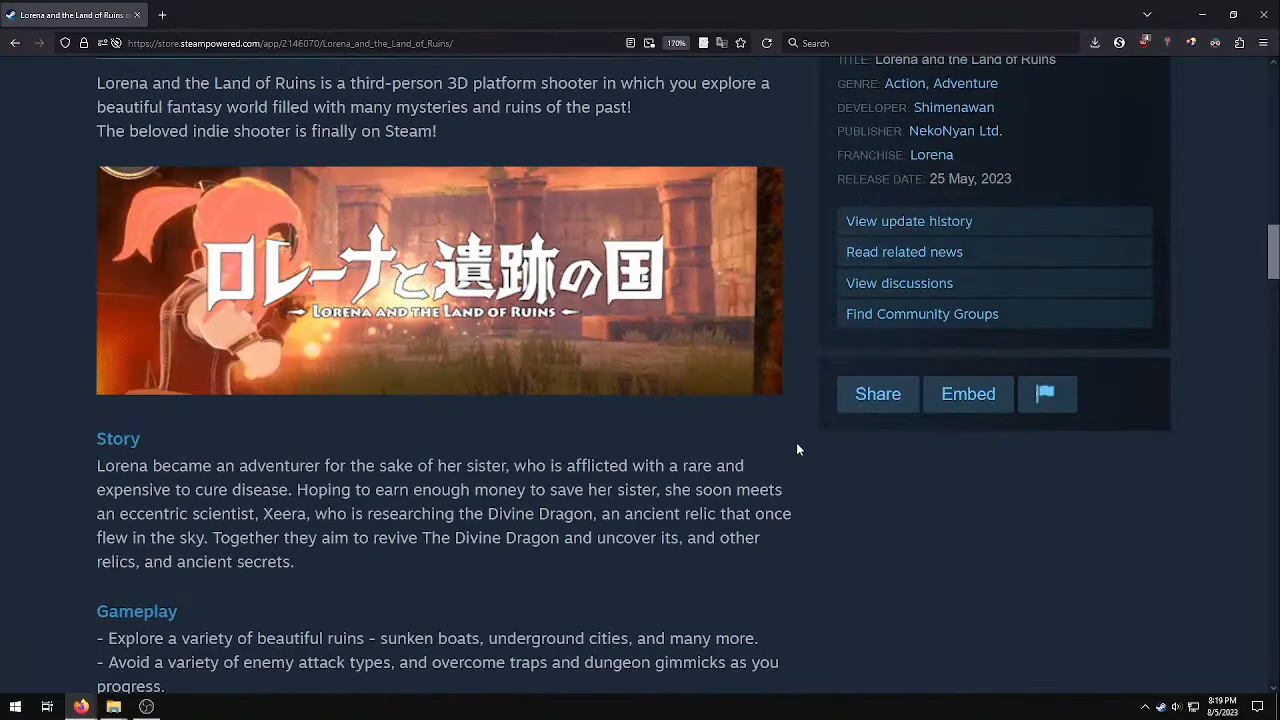 Lorena and the Land of Ruins
https://store.steampowered.com/app/2146070/Lorena_and_the_Land_of_Ruins/
170%
Search
Lorena and the Land of Ruins is a third-person 3D platform shooter in which you explore a
beautiful fantasy world filled with many mysteries and ruins of the past!
The beloved indie shooter is finally on Steam!
ロレーナと遺跡の国
LORENA AND THE LAND OF RUINS
Story
Lorena became an adventurer for the sake of her sister, who is afflicted with a rare and
expensive to cure disease. Hoping to earn enough money to save her sister, she soon meets
an eccentric scientist, Xeera, who is researching the Divine Dragon, an ancient relic that once
flew in the sky. Together they aim to revive The Divine Dragon and uncover its, and other
relics, and ancient secrets.
Gameplay
- Explore a variety of beautiful ruins - sunken boats, underground cities, and many more.
- Avoid a variety of enemy attack types, and overcome traps and dungeon gimmicks as you
progress.
TITLE: Lorena and the Land of Ruins
GENRE: Action, Adventure
DEVELOPER: Shimenawan
PUBLISHER: NekoNyan Ltd.
FRANCHISE: Lorena
RELEASE DATE: 25 May, 2023
View update history
Read related news
View discussions
Find Community Groups
Share
Embed
8:19 PM
8/5/2023